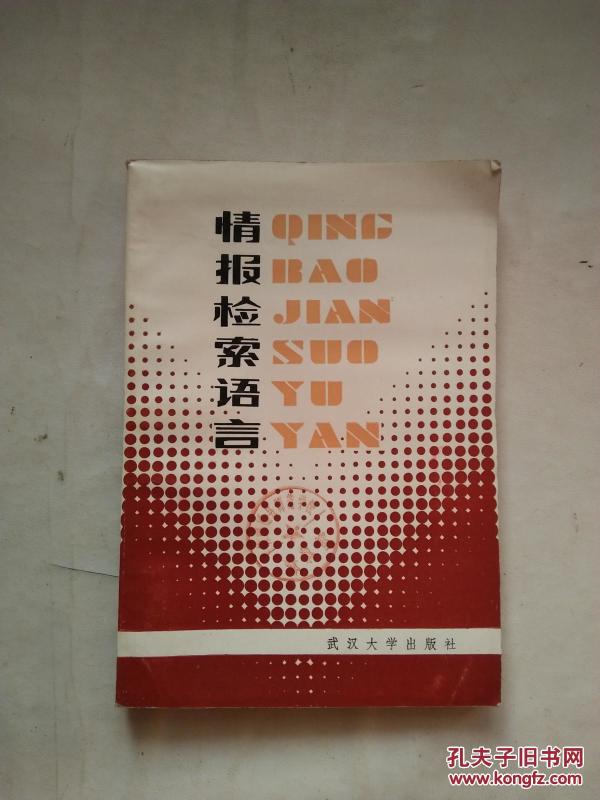 情 QING
报 BAO
检 JIAN
索 SUO
语 YU
言 YAN
武汉大学出版社
孔夫子旧书网
www.kongfz.com